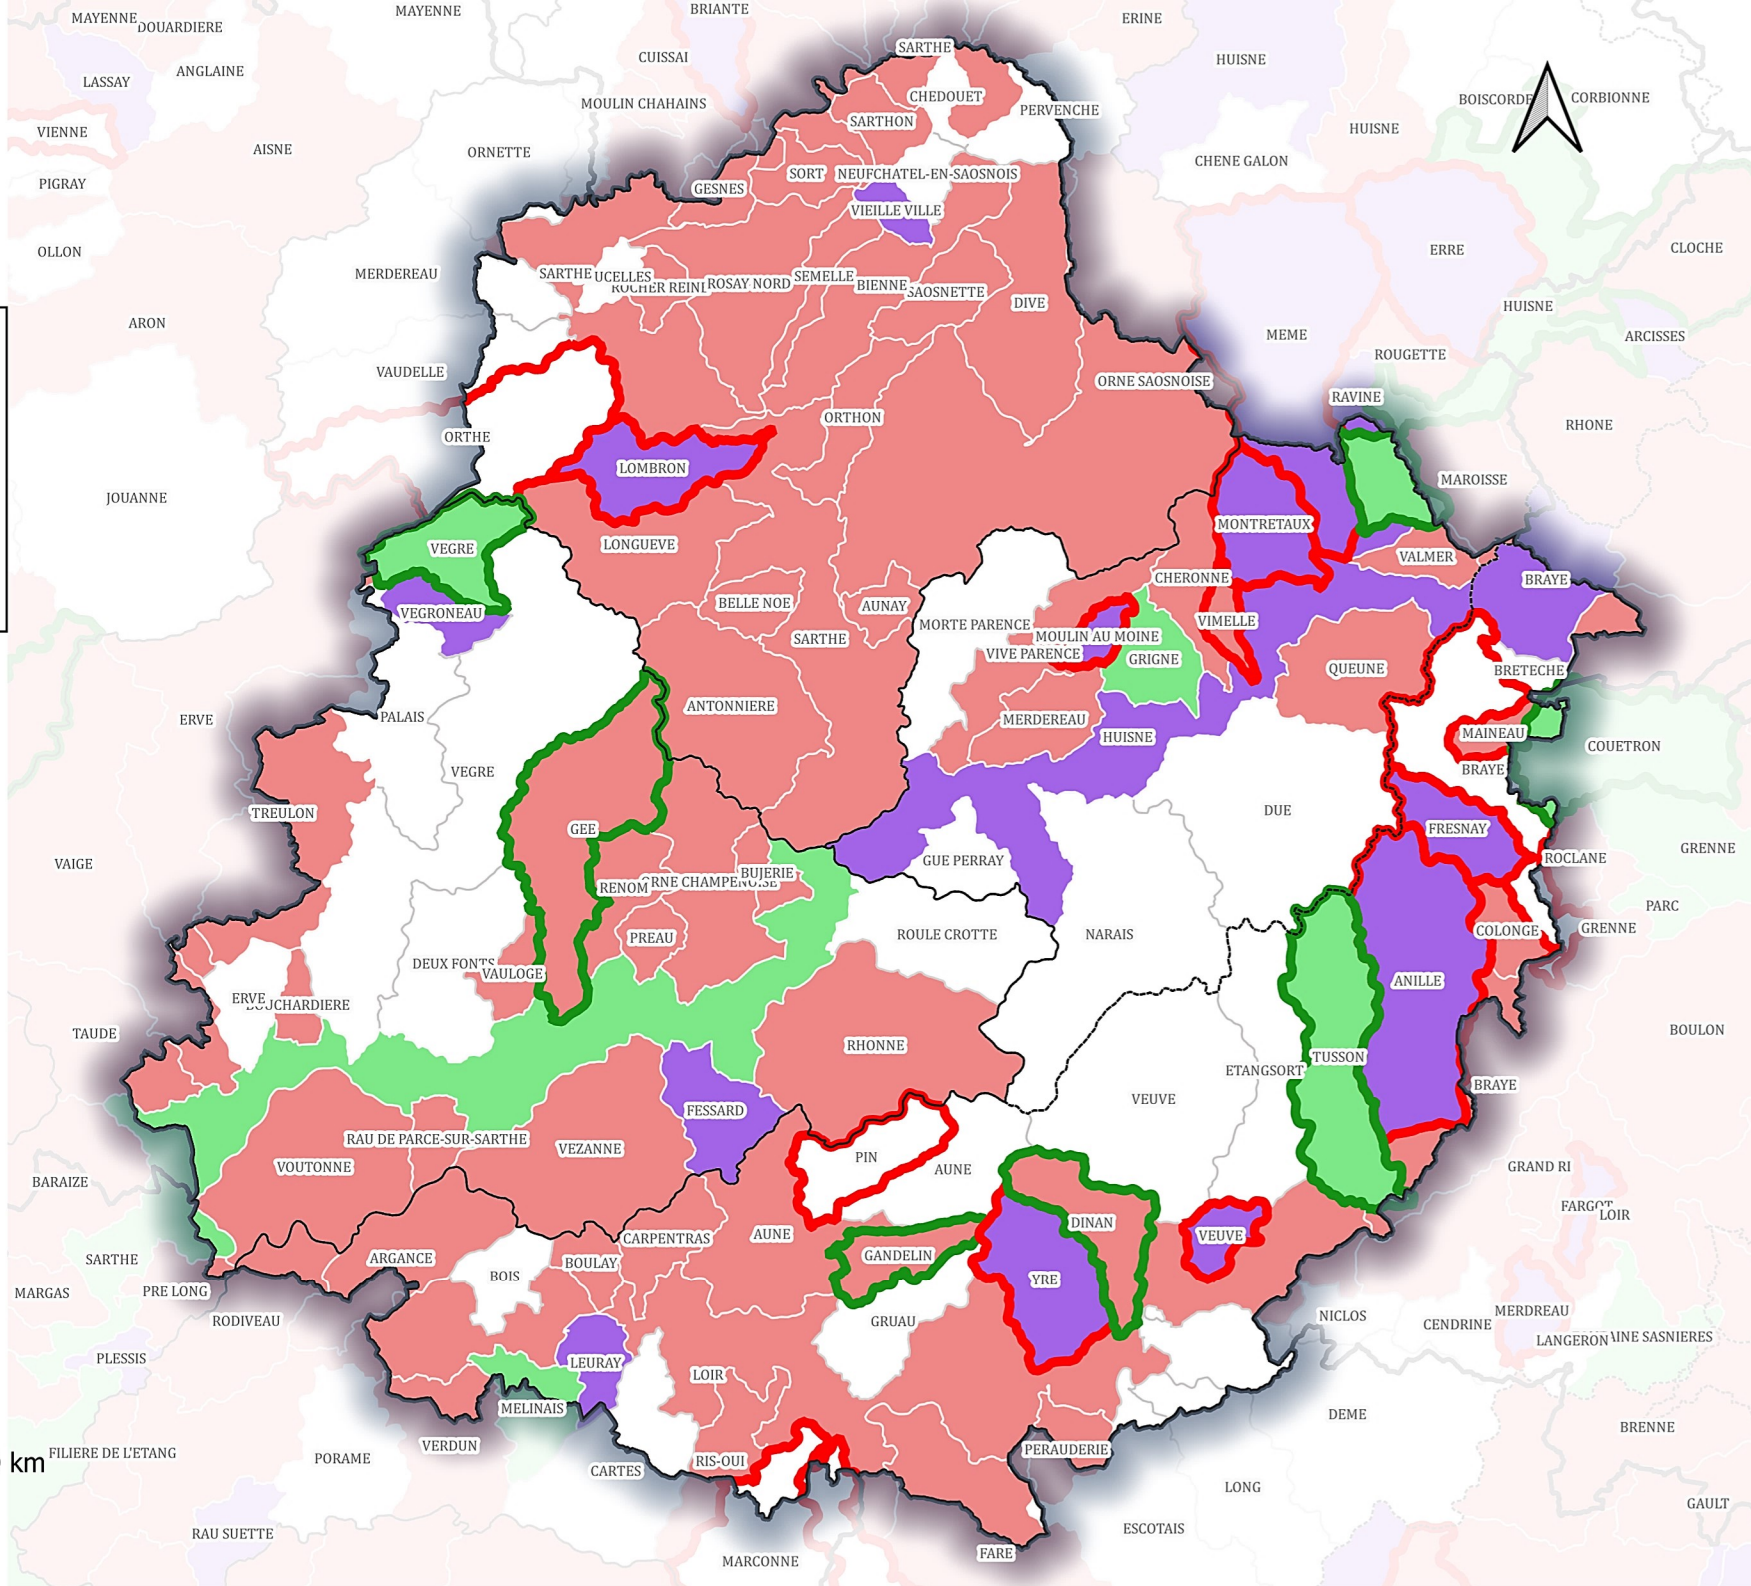 MAYENNE
DOUARDIERE
MAYENNE
BRIANTE
ERINE
SARTHE
CUISSAI
HUISNE
LASSAY
ANGLAINE
CHEDOUET
BOISCORDE
CORBIONNE
MOULIN CHAHAINS
PERVENCHE
SARTHON
HUISNE
VIENNE
AISNE
ORNETTE
CHENE GALON
PIGRAY
GESNES
SORT
NEUFCHATEL-EN-SAOSNOIS
VIEILLE VILLE
OLLON
ERRE
CLOCHE
MERDEREAU
SARTHE
UCELLES
ROCHER REIN
ROSAY NORD
SEMELLE
BIENNE
SAOSNETTE
DIVE
HUISNE
ARON
MEME
ARCISSES
ROUGETTE
VAUDELLE
ORNE SAOSNOISE
RAVINE
ORTHON
RHONE
ORTHE
LOMBRON
MAROISSE
JOUANNE
MONTRETAUX
VEGRE
LONGUEVE
VALMER
CHERONNE
BRAYE
VEGRONEAU
BELLE NOE
AUNAY
MORTE PARENCE
VIMELLE
SARTHE
MOULIN AU MOINE
VIVE PARENCE
GRIGNE
QUEUNE
BRETECHE
ERVE
PALAIS
ANTONNIERE
MERDEREAU
HUISNE
MAINEAU
COUETRON
VEGRE
BRAYE
TREULON
GEE
DUE
FRESNAY
VAIGE
GUE PERRAY
ROCLANE
GRENNE
RENOM
RNE CHAMPENOISE
BUJERIE
PARC
PREAU
ROULE CROTTE
NARAIS
COLONGE
GRENNE
DEUX FONTS
VAULOGE
ANILLE
ERVE
UCHARDIERE
TAUDE
RHONNE
BOULON
ETANGSORT
TUSSON
VEUVE
BRAYE
FESSARD
RAU DE PARCE-SUR-SARTHE
VEZANNE
VOUTONNE
PIN
AUNE
GRAND RI
BARAIZE
FARGOT
LOIR
DINAN
SARTHE
ARGANCE
CARPENTRAS
AUNE
VEUVE
BOULAY
GANDELIN
MARGAS
PRE LONG
BOIS
YRE
RODIVEAU
GRUAU
NICLOS
CENDRINE
MERDREAU
LANGERON
AINE SASNIERES
PLESSIS
LEURAY
LOIR
MELINAIS
DEME
BRENNE
VERDUN
PERAUDERIE
FILIERE DE L'ETANG
km
PORAME
CARTES
RIS-OUI
LONG
GAULT
RAU SUETTE
ESCOTAIS
MARCONNE
FARE